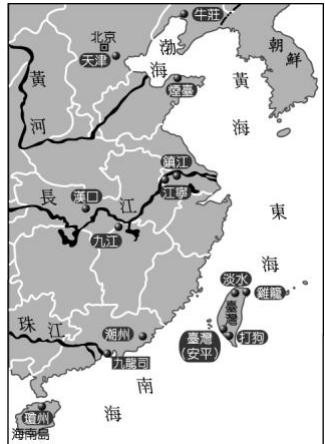 牛莊
北京
天津
渤海
朝鮮
黃河
煙臺
黃海
鎮江
江寧
長江
漢口
九江
東海
淡水
雞籠
臺灣
臺灣
(安平)
打狗
珠江
潮州
九龍司
南海
瓊州
海南島